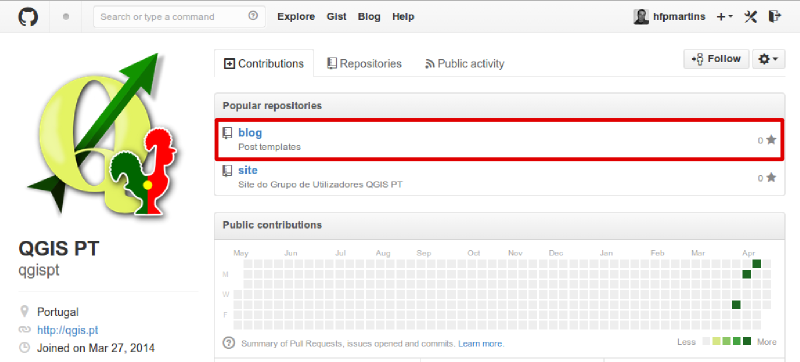 Search or type a command
Explore Gist Blog Help
hfpmartins
Contributions Repositories Public activity
Follow
Popular repositories
blog
Post templates
0
site
Site do Grupo de Utilizadores QGIS PT
0
QGIS PT
qgispt
Portugal
http://qgis.pt
Joined on Mar 27, 2014
Public contributions
May Jun Jul Aug Sep Oct Nov Dec Jan Feb Mar Apr
M
W
F
Summary of Pull Requests, issues opened and commits. Learn more.
Less More